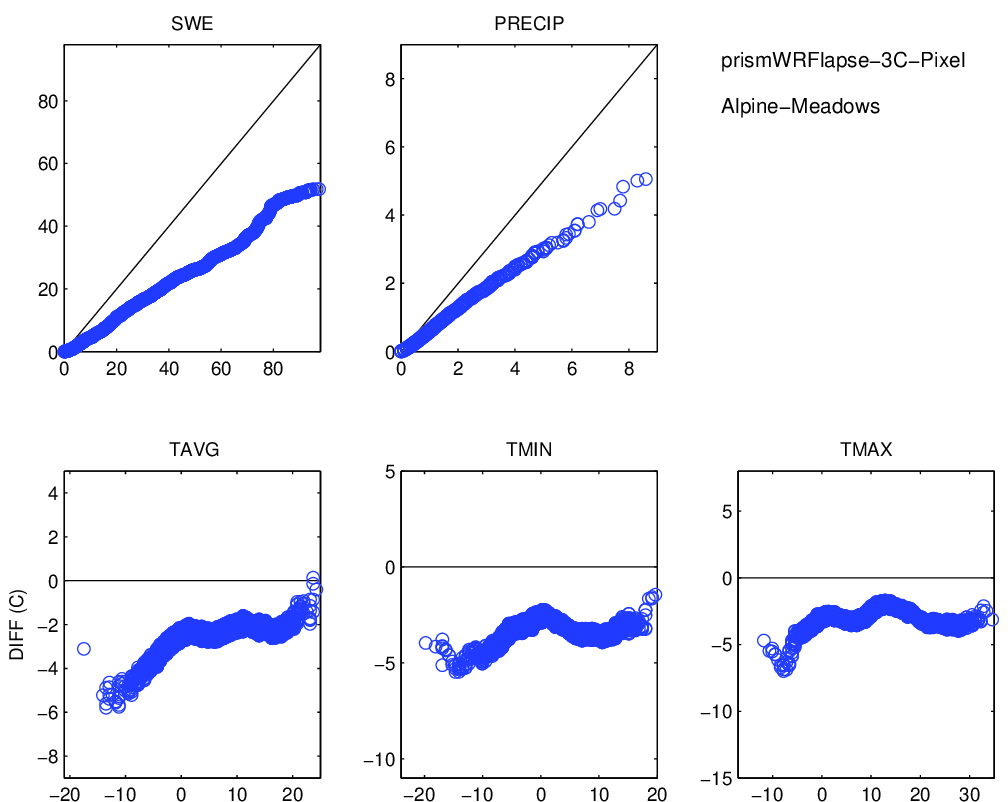 SWE
PRECIP
prismWRFlapse−3C−Pixel
Alpine−Meadows
80
60
40
20
0
0 20 40 60 80
8
6
4
2
0
0 2 4 6 8
TAVG
TMIN
TMAX
DIFF (C)
4
2
0
−2
−4
−6
−8
−20 −10 0 10 20
5
0
−5
−10
−20 −10 0 10 20
5
0
−5
−10
−15
−10 0 10 20 30